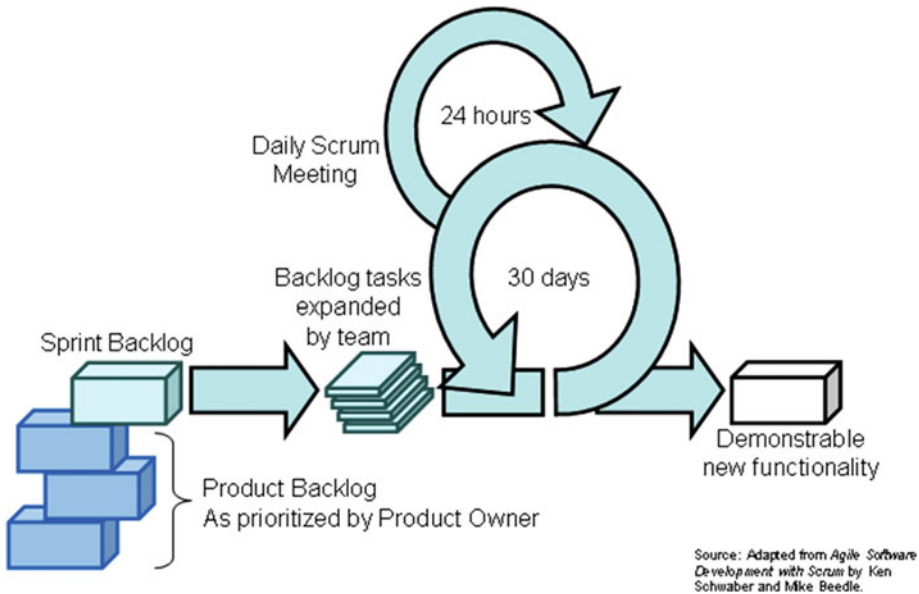 24 hours
Daily Scrum
Meeting
Backlog tasks
expanded
by team
30 days
Sprint Backlog
Demonstrable
new functionality
Product Backlog
As prioritized by Product Owner
Source: Adapted from Agile Software
Development with Scrum by Ken
Schwaber and Mike Beedle.